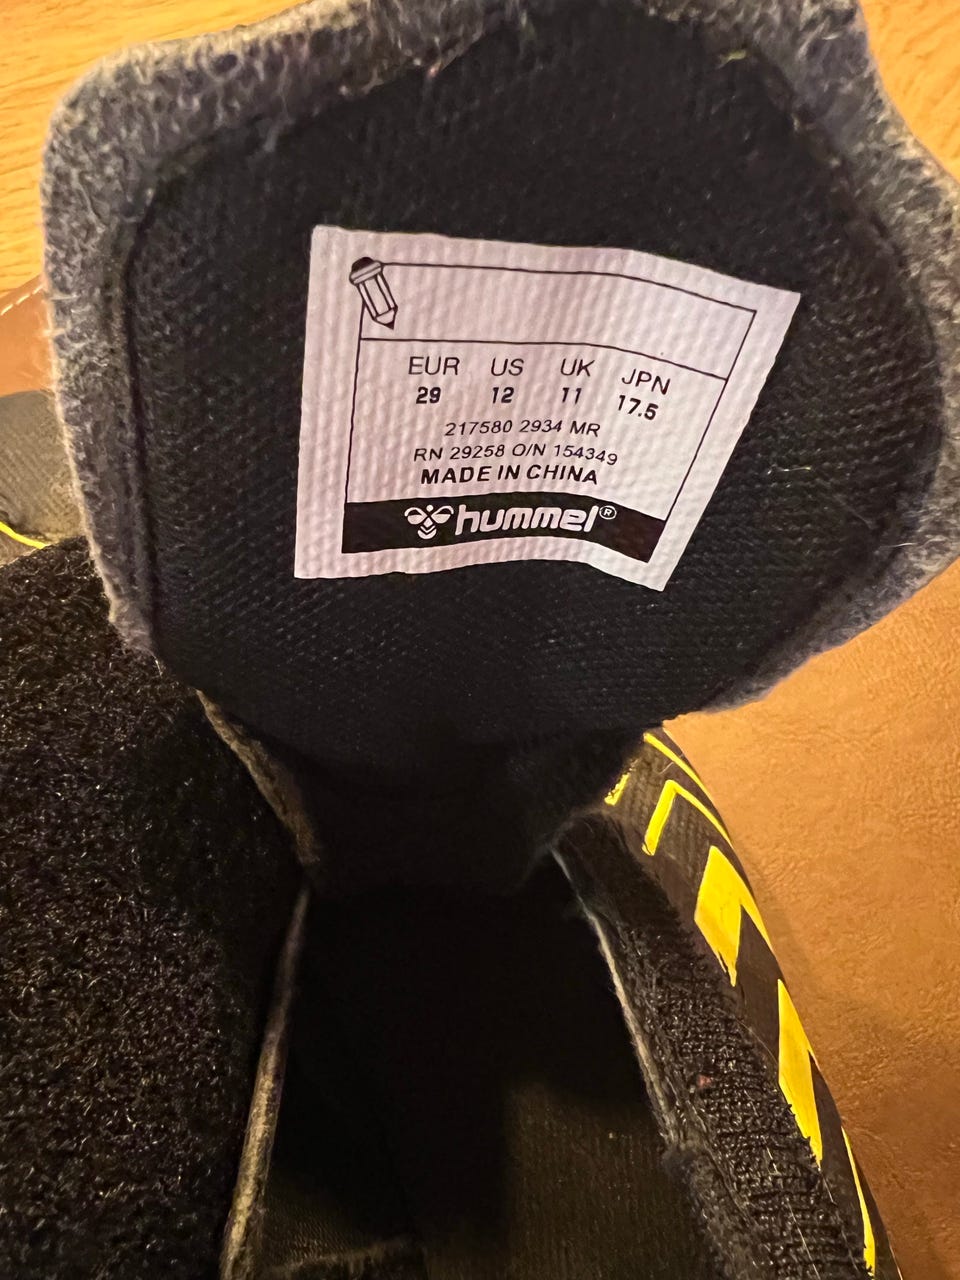 EUR US UK JPN
29 12 11 17.5
217580 2934 MR
RN 29258 O/N 154349
MADE IN CHINA
hummel®